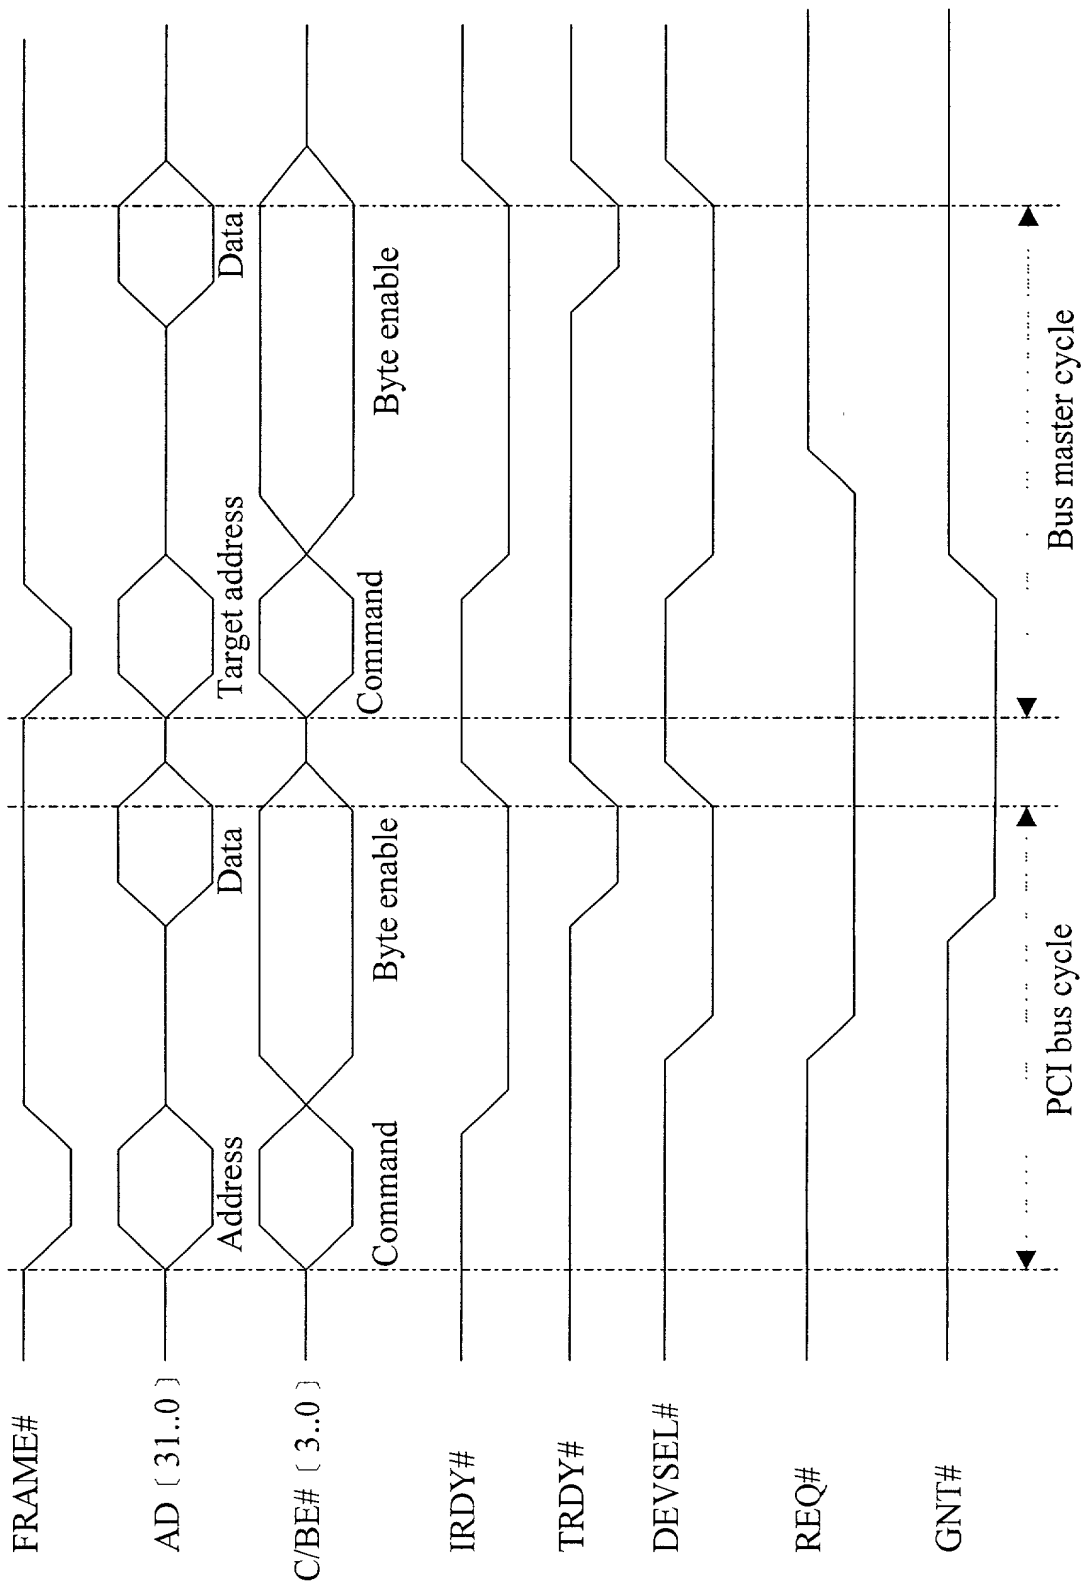 FRAME#
AD [ 31..0 ]
Address
Data
Target address
Data
C/BE# [ 3..0 ]
Command
Byte enable
Command
Byte enable
IRDY#
TRDY#
DEVSEL#
REQ#
GNT#
PCI bus cycle
Bus master cycle